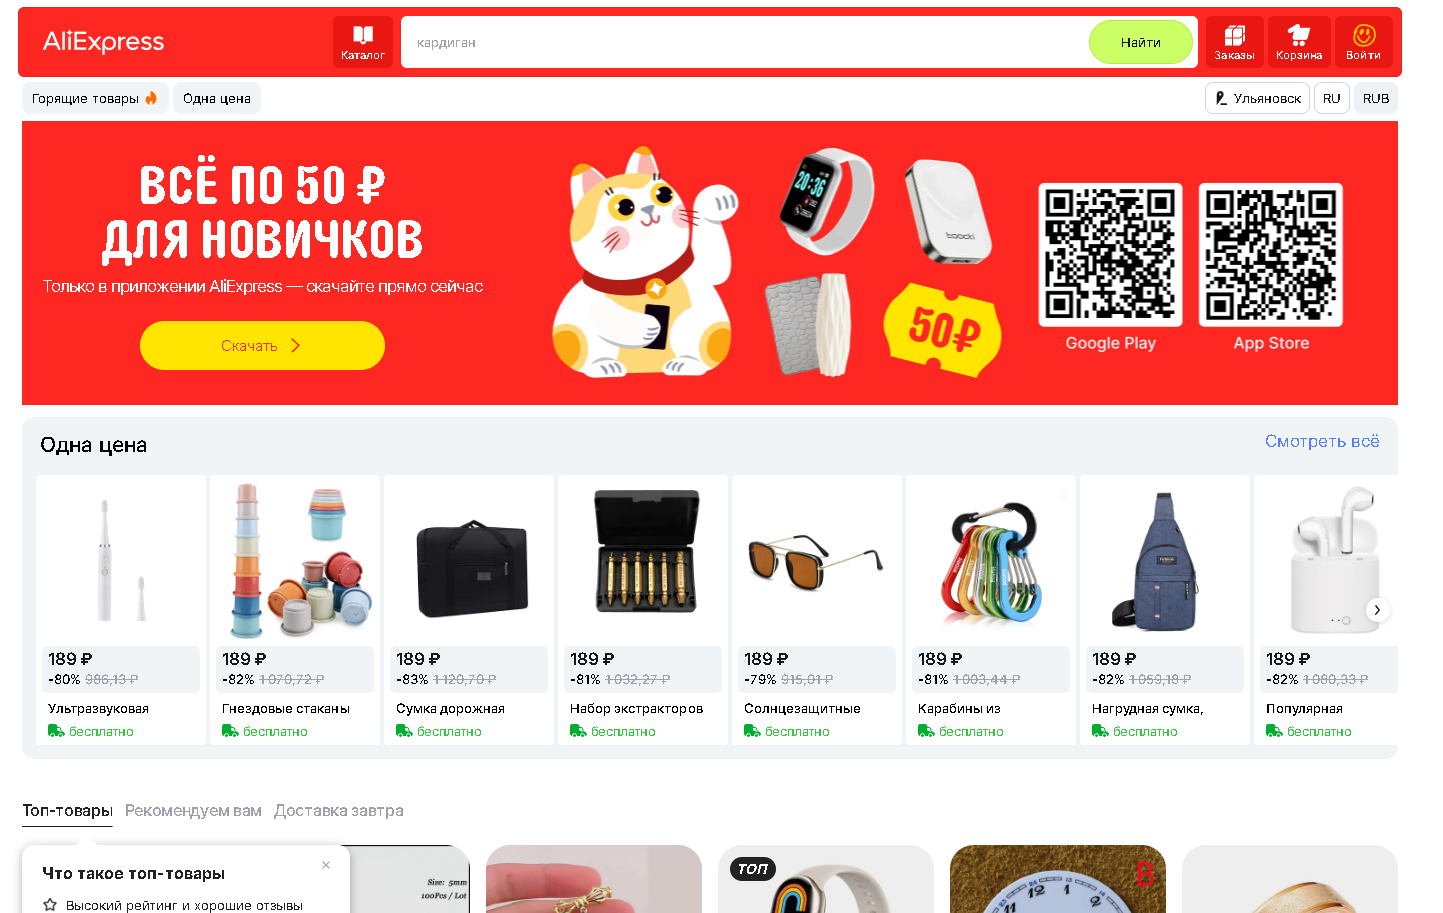 AliExpress
Каталог
кардиган
Найти
Заказы
Корзина
Войти
Горящие товары
Одна цена
Ульяновск
RU
RUB
ВСЁ ПО 50 ₽
ДЛЯ НОВИЧКОВ
Только в приложении AliExpress — скачайте прямо сейчас
Скачать
20:36
toocki
50₽
Google Play
App Store
Одна цена
Смотреть всё
189 ₽
-80% 986,13 ₽
Ультразвуковая
бесплатно
189 ₽
-82% 1 070,72 ₽
Гнездовые стаканы
бесплатно
189 ₽
-83% 1 120,70 ₽
Сумка дорожная
бесплатно
189 ₽
-81% 1 032,27 ₽
Набор экстракторов
бесплатно
189 ₽
-79% 915,01 ₽
Солнцезащитные
бесплатно
189 ₽
-81% 1 003,44 ₽
Карабины из
бесплатно
189 ₽
-82% 1 059,18 ₽
Нагрудная сумка,
бесплатно
189 ₽
-82% 1 080,33 ₽
Популярная
бесплатно
Топ-товары
Рекомендуем вам
Доставка завтра
Что такое топ-товары
Высокий рейтинг и хорошие отзывы
Size: 5mm
100Pcs / Lot
ТОП
11 12 1
B